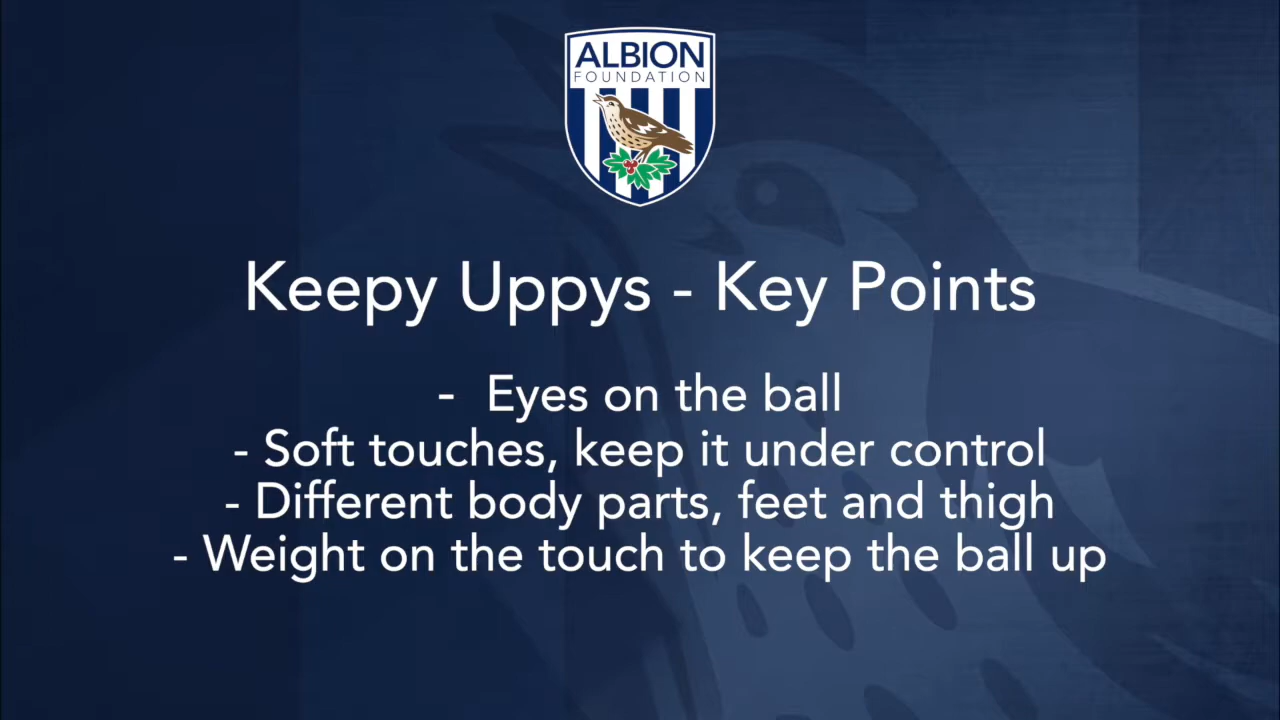 ALBION
FOUNDATION
Keepy Uppys - Key Points
- Eyes on the ball
- Soft touches, keep it under control
- Different body parts, feet and thigh
- Weight on the touch to keep the ball up